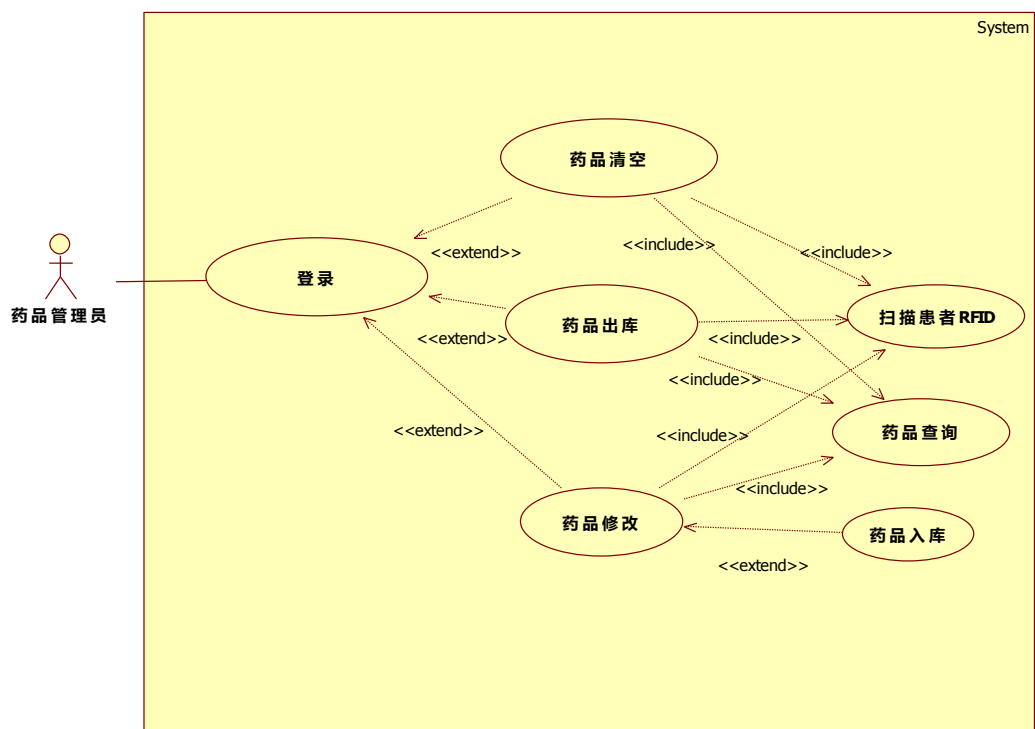 System
药品清空
<<include>>
<<extend>>
<<include>>
登录
药品管理员
药品出库
扫描患者RFID
<<extend>>
<<include>>
<<include>>
<<extend>>
<<include>>
药品查询
<<include>>
药品修改
药品入库
<<extend>>